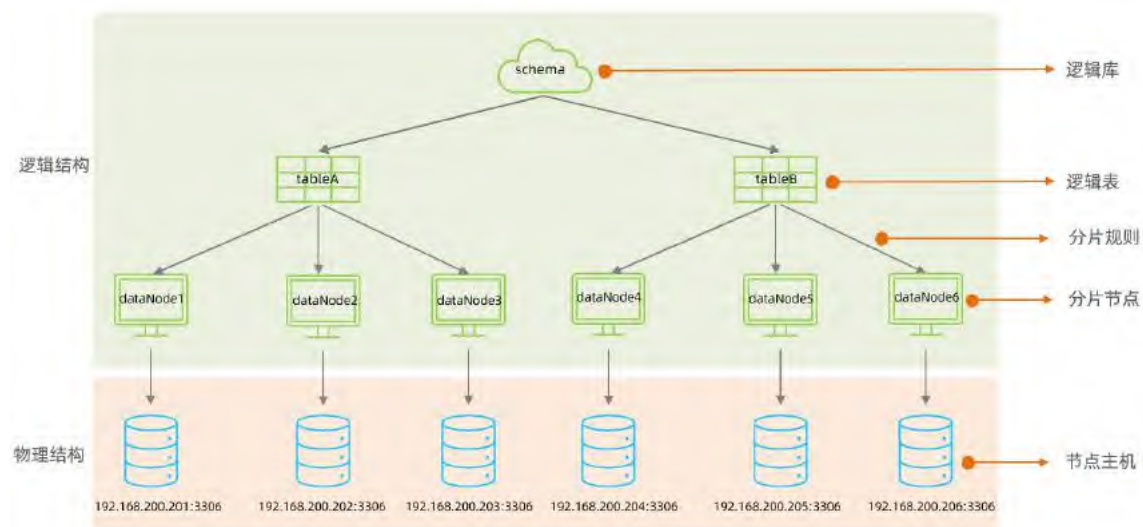 schema
逻辑库
逻辑结构
tableA
tableB
逻辑表
分片规则
dataNode1
dataNode2
dataNode3
dataNode4
dataNode5
dataNode6
分片节点
物理结构
节点主机
192.168.200.201:3306
192.168.200.202:3306
192.168.200.203:3306
192.168.200.204:3306
192.168.200.205:3306
192.168.200.206:3306